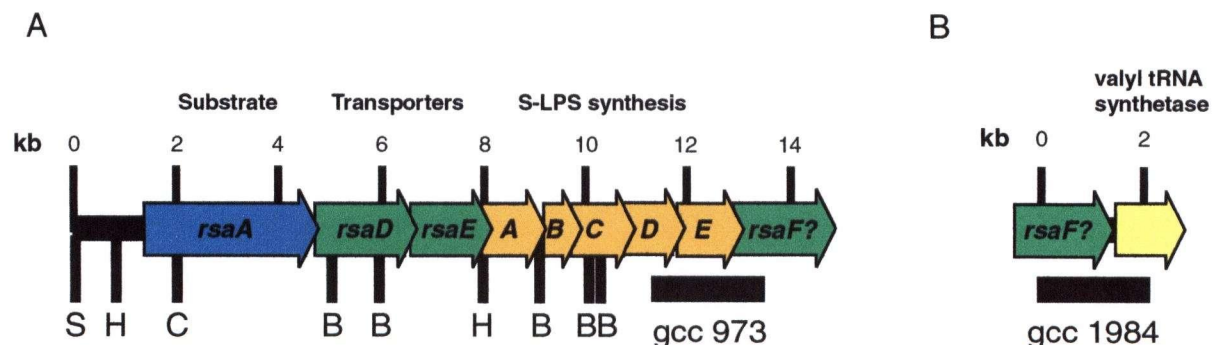 A
B
Substrate Transporters S-LPS synthesis
valyl tRNA
synthetase
kb 0 2 4 6 8 10 12 14
kb 0 2
rsaA rsaD rsaE A B C D E rsaF?
rsaF?
S H C B B H B BB gcc 973
gcc 1984